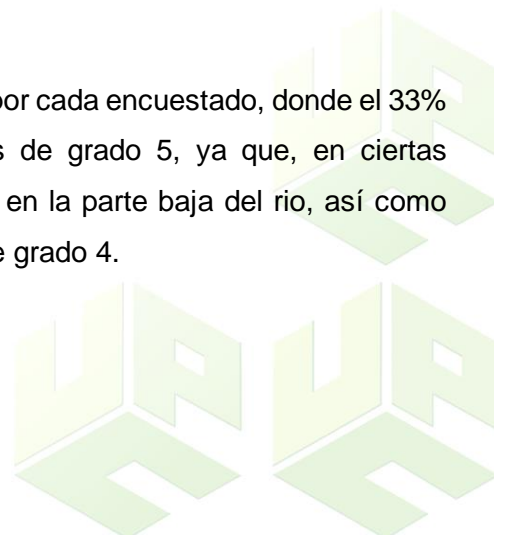 por cada encuestado, donde el 33%
s de grado 5, ya que, en ciertas
en la parte baja del rio, así como
e grado 4.